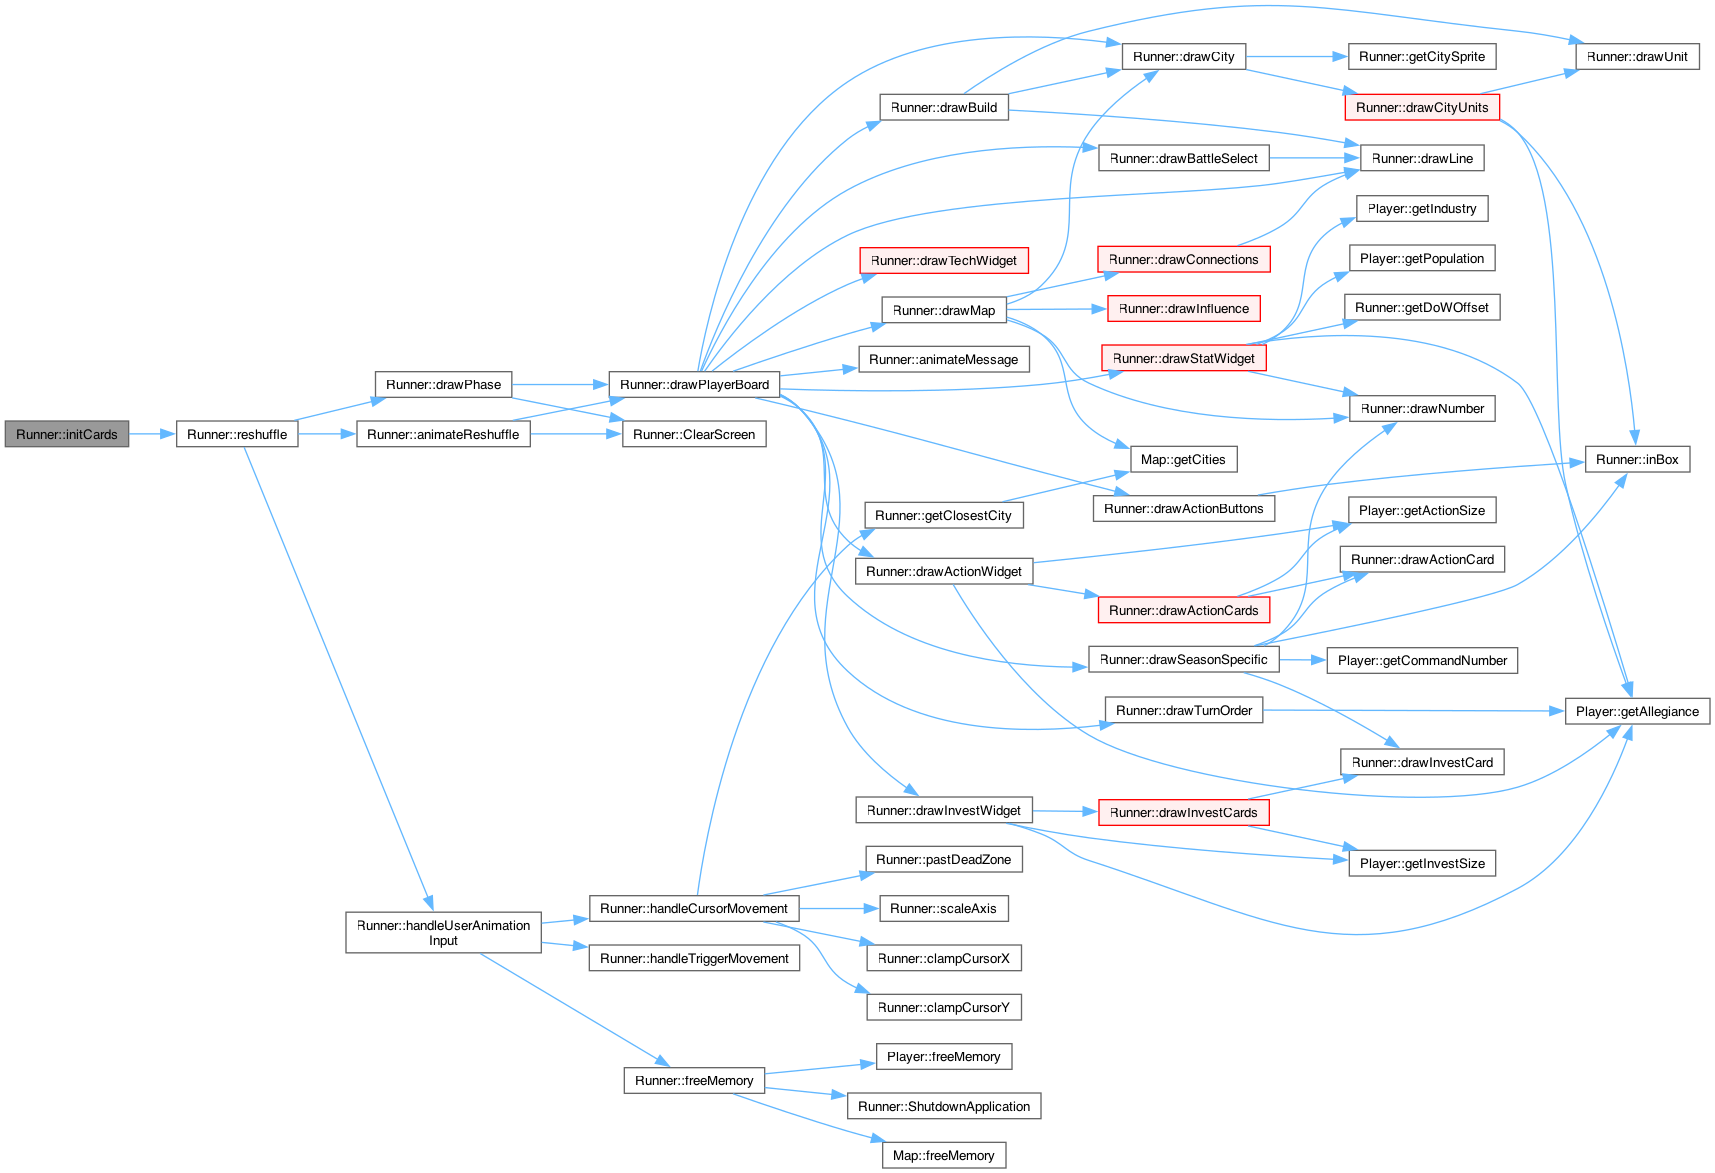 Runner::initCards
Runner::reshuffle
Runner::drawPhase
Runner::animateReshuffle
Runner::handleUserAnimation
Input
Runner::drawPlayerBoard
Runner::ClearScreen
Runner::handleCursorMovement
Runner::handleTriggerMovement
Runner::freeMemory
Runner::drawBuild
Runner::drawTechWidget
Runner::drawMap
Runner::animateMessage
Runner::getClosestCity
Runner::drawActionWidget
Runner::drawInvestWidget
Runner::pastDeadZone
Runner::scaleAxis
Runner::clampCursorX
Runner::clampCursorY
Player::freeMemory
Runner::ShutdownApplication
Map::freeMemory
Runner::drawCity
Runner::drawBattleSelect
Runner::drawConnections
Runner::drawInfluence
Runner::drawStatWidget
Map::getCities
Runner::drawActionButtons
Runner::drawActionCards
Runner::drawSeasonSpecific
Runner::drawTurnOrder
Runner::drawInvestCards
Runner::getCitySprite
Runner::drawCityUnits
Runner::drawLine
Player::getIndustry
Player::getPopulation
Runner::getDoWOffset
Runner::drawNumber
Player::getActionSize
Runner::drawActionCard
Player::getCommandNumber
Runner::drawInvestCard
Player::getInvestSize
Runner::drawUnit
Runner::inBox
Player::getAllegiance